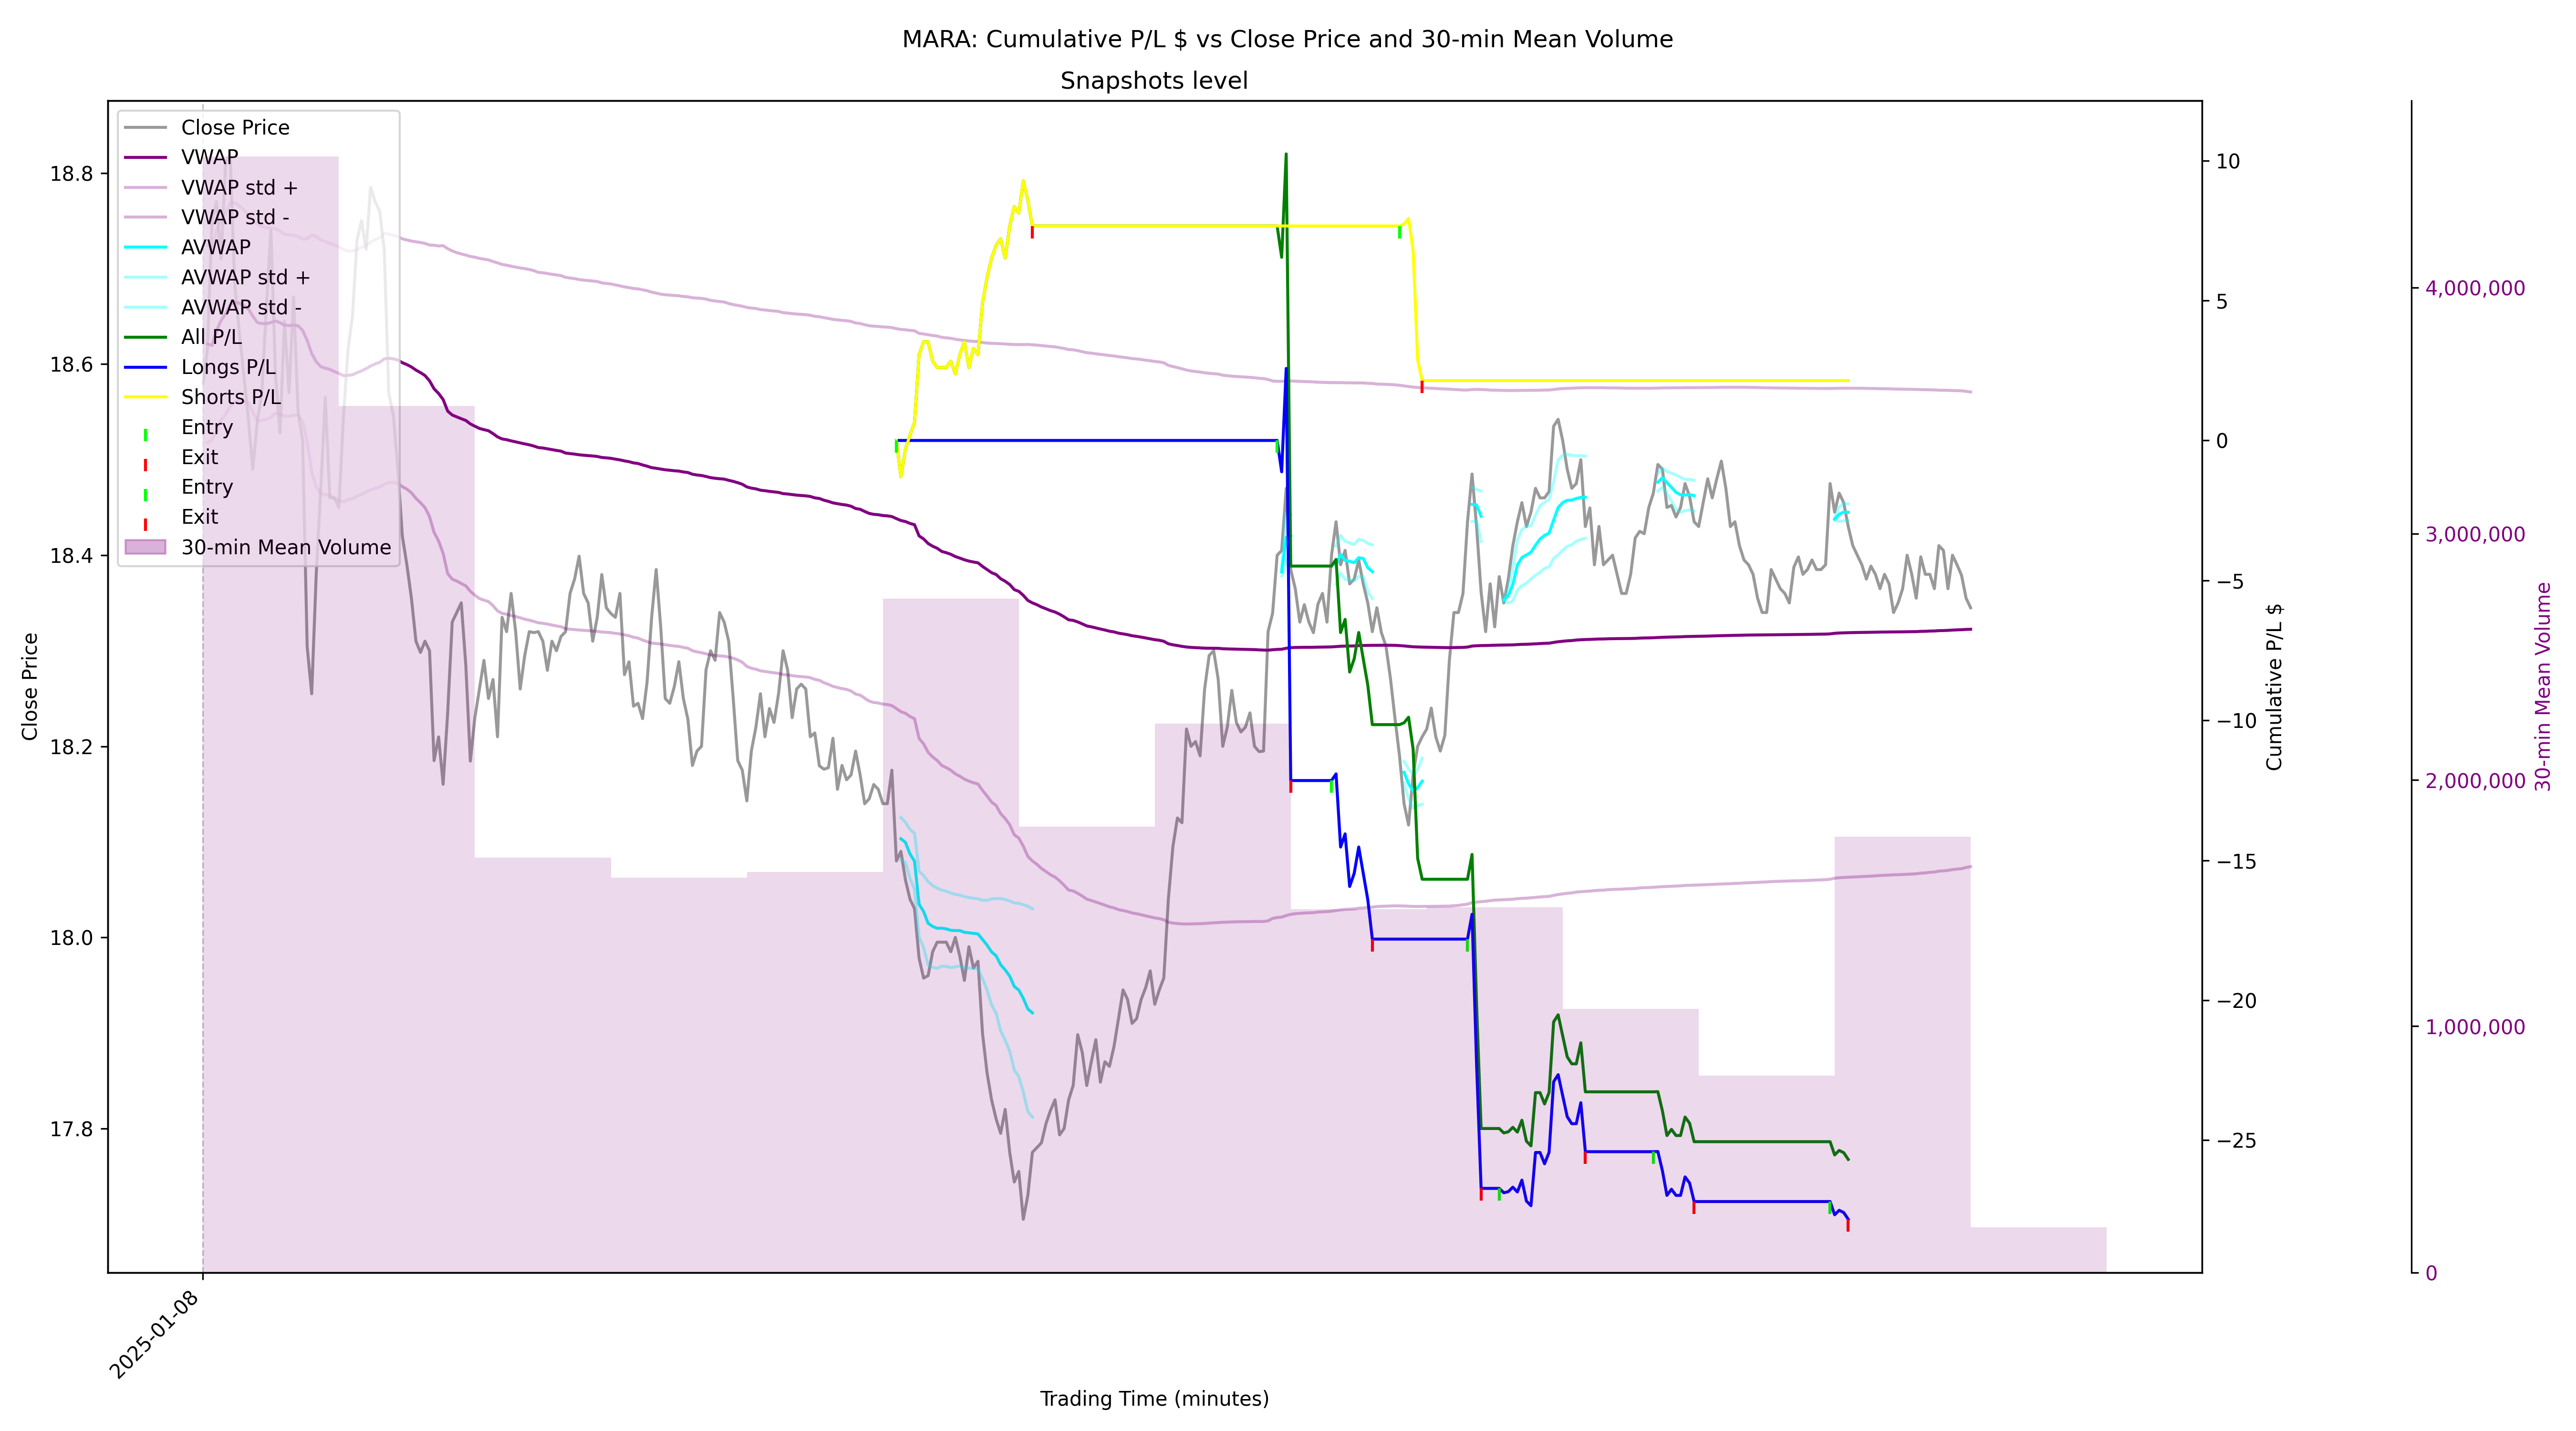 MARA: Cumulative P/L $ vs Close Price and 30-min Mean Volume
Snapshots level
Close Price
VWAP
VWAP std +
VWAP std -
AVWAP
AVWAP std +
AVWAP std -
All P/L
Longs P/L
Shorts P/L
Entry
Exit
Entry
Exit
30-min Mean Volume
18.8
18.6
18.4
18.2
18.0
17.8
Close Price
10
5
0
−5
−10
−15
−20
−25
Cumulative P/L $
4,000,000
3,000,000
2,000,000
1,000,000
0
30-min Mean Volume
2025-01-08
Trading Time (minutes)